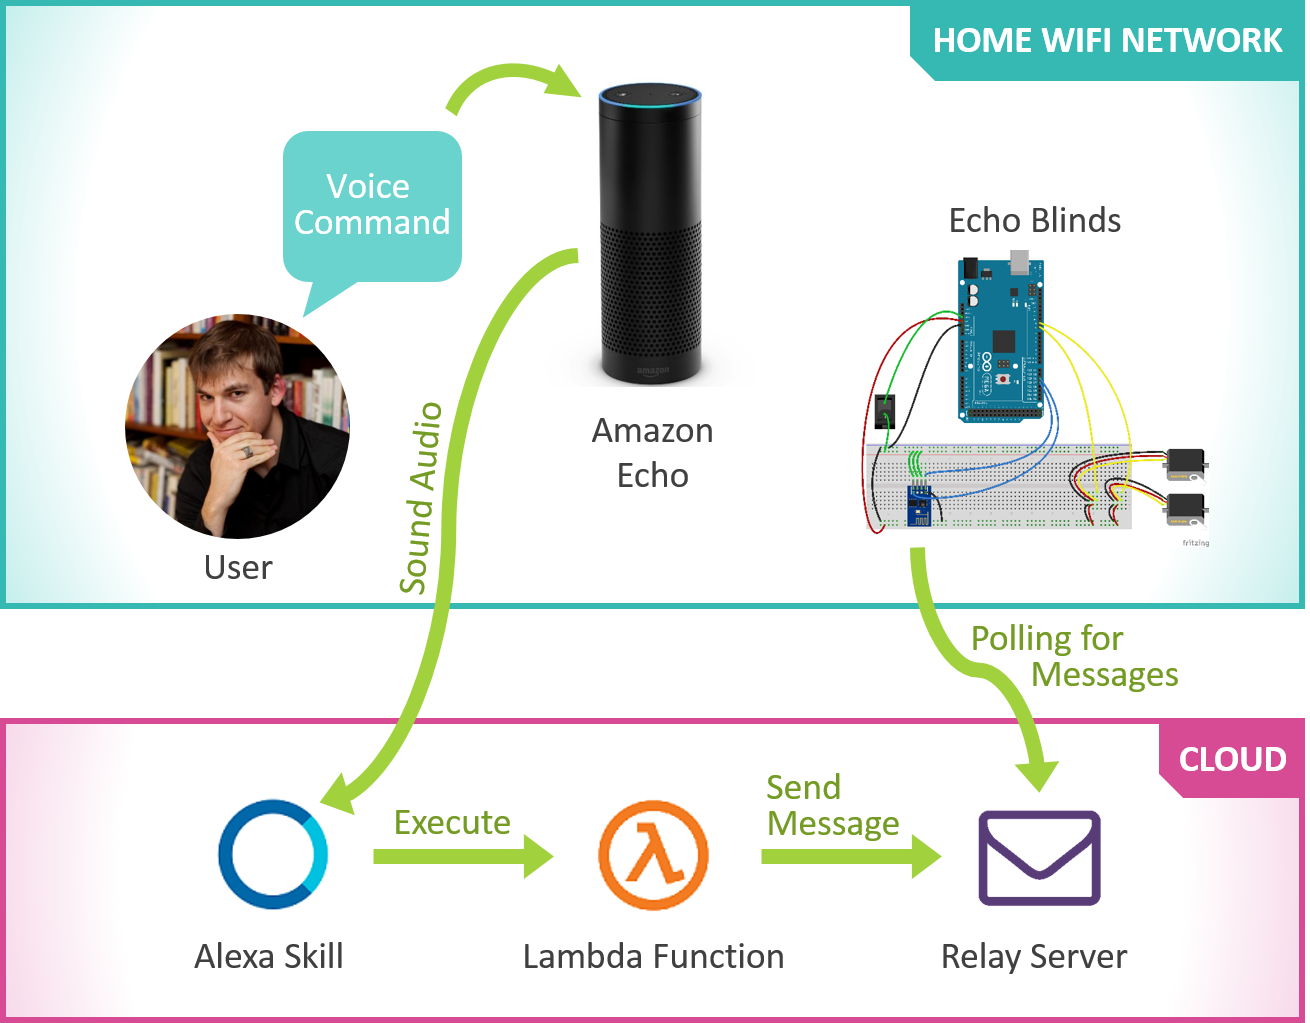 HOME WIFI NETWORK
Voice
Command
Echo Blinds
amazon
Amazon
Echo
Sound Audio
User
fritzing
Polling for
Messages
CLOUD
Execute
Send
Message
Alexa Skill
Lambda Function
Relay Server